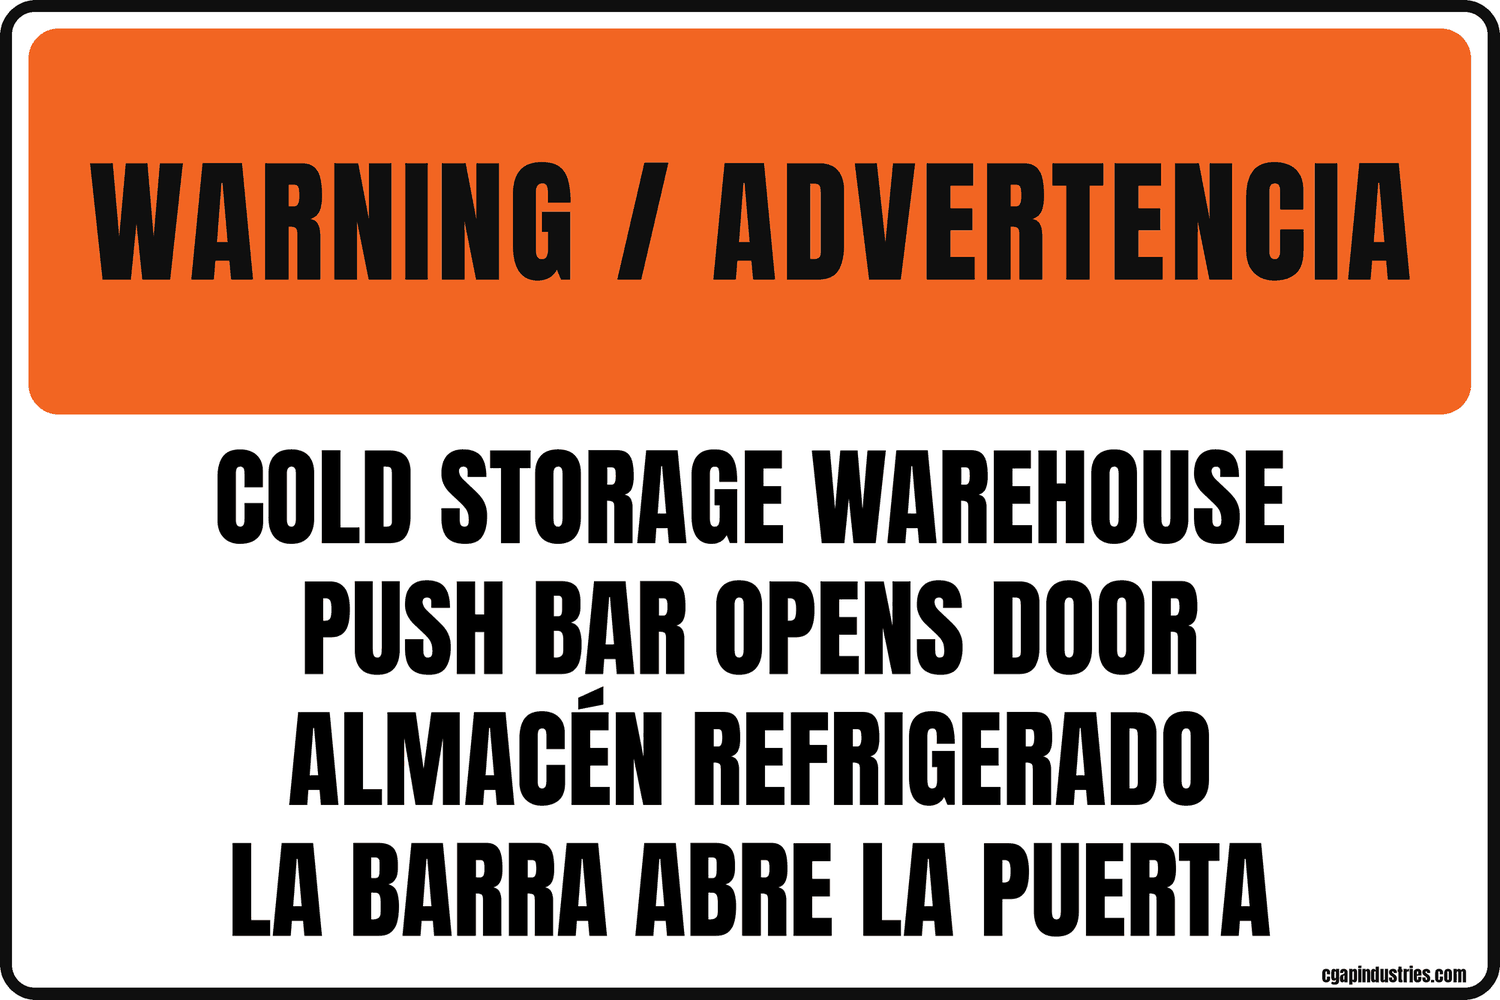 WARNING / ADVERTENCIA
COLD STORAGE WAREHOUSE
PUSH BAR OPENS DOOR
ALMACÉN REFRIGERADO
LA BARRA ABRE LA PUERTA
cgapindustries.com